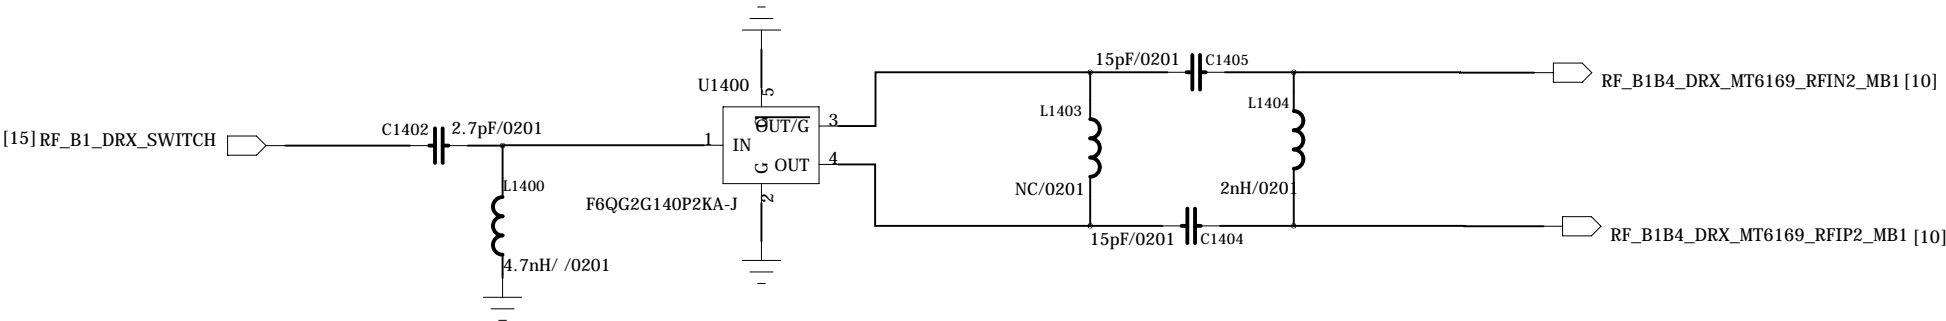 U1400
5
[15] RF_B1_DRX_SWITCH
C1402
2.7pF/0201
L1400
4.7nH/ /0201
1
IN
G
OUT/G
G OUT
3
4
2
F6QG2G140P2KA-J
15pF/0201
C1405
L1403
NC/0201
L1404
2nH/0201
15pF/0201
C1404
RF_B1B4_DRX_MT6169_RFIN2_MB1 [10]
RF_B1B4_DRX_MT6169_RFIP2_MB1 [10]